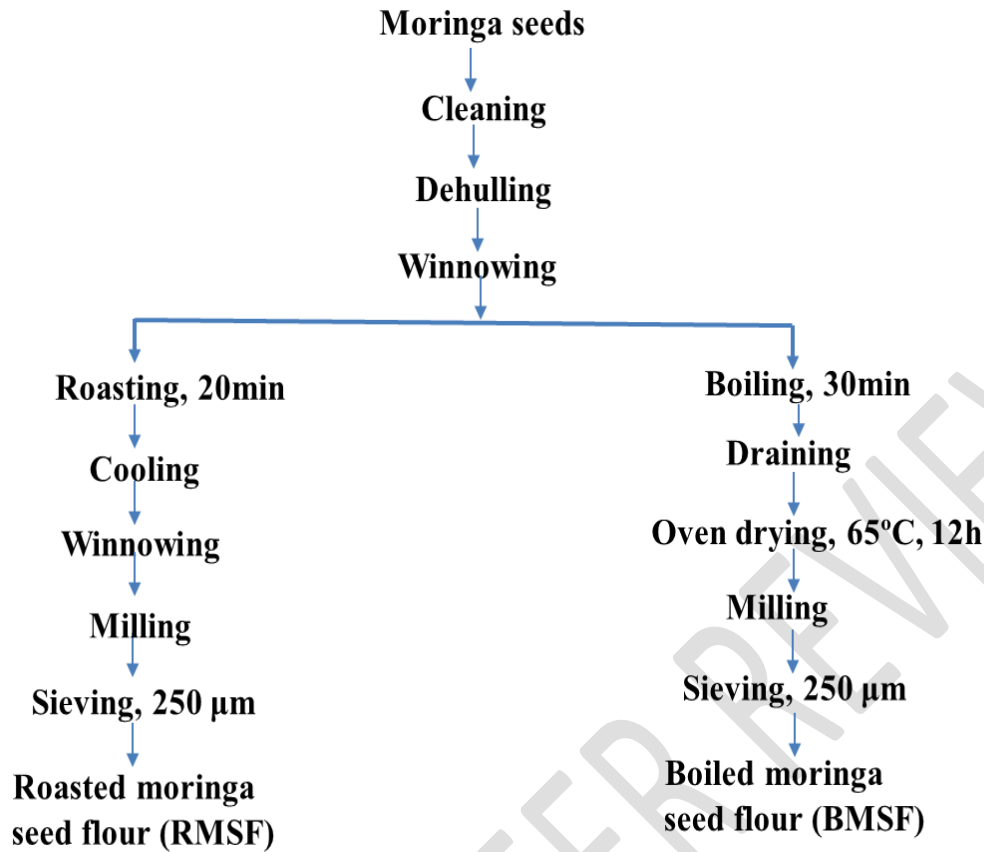 Moringa seeds
Cleaning
Dehulling
Winnowing
Roasting, 20min
Cooling
Winnowing
Milling
Sieving, 250 µm
Roasted moringa
seed flour (RMSF)
Boiling, 30min
Draining
Oven drying, 65ºC, 12h
Milling
Sieving, 250 µm
Boiled moringa
seed flour (BMSF)